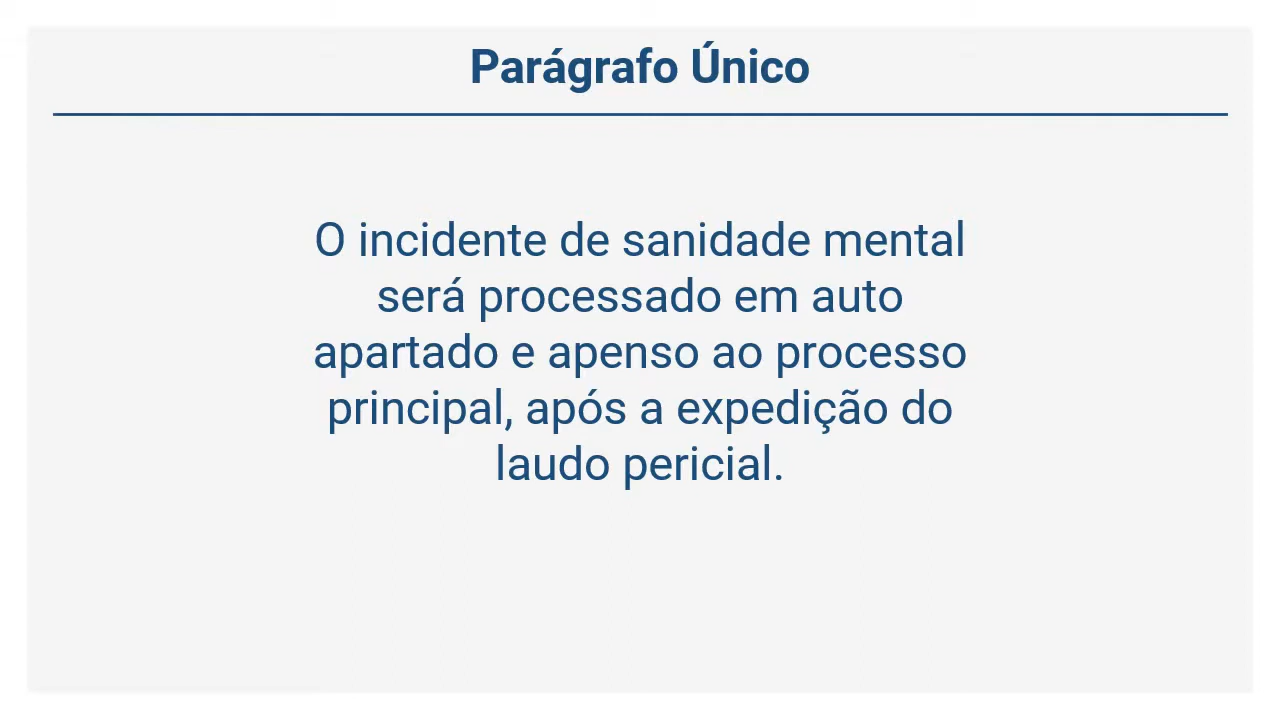 Parágrafo Único
O incidente de sanidade mental
será processado em auto
apartado e apenso ao processo
principal, após a expedição do
laudo pericial.